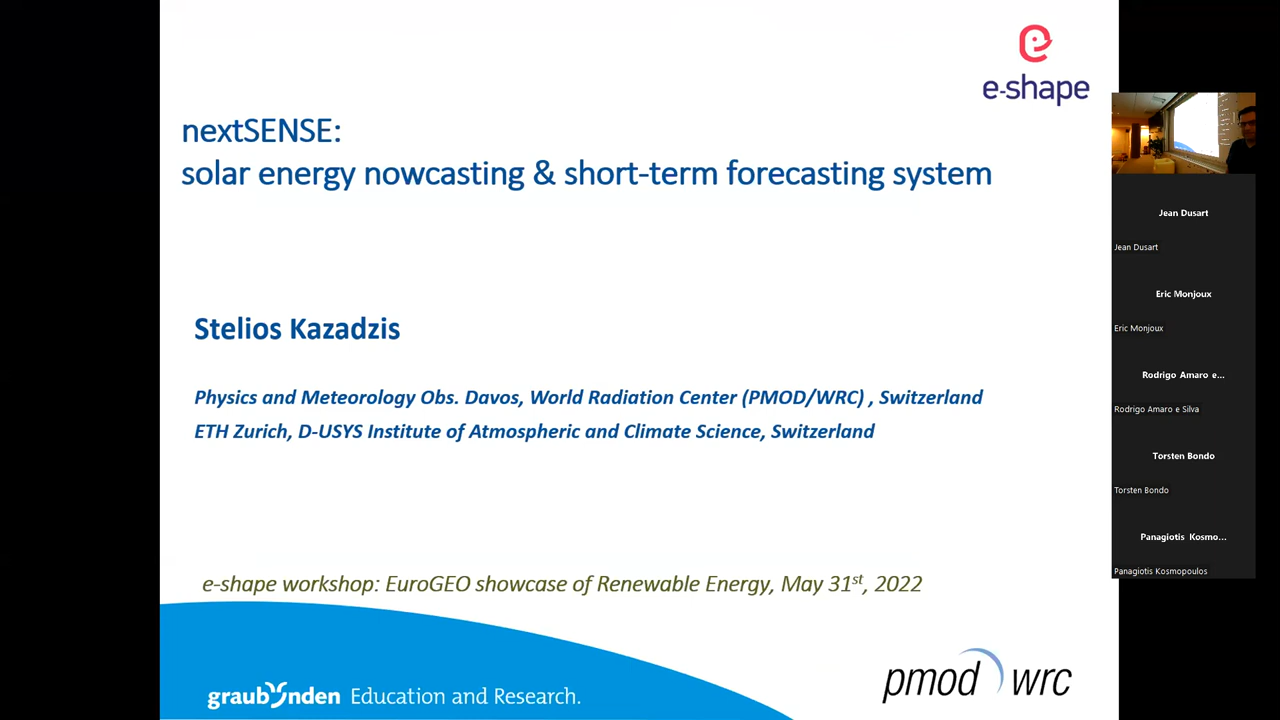 e-shape
nextSENSE:
solar energy nowcasting & short-term forecasting system
Stelios Kazadzis
Physics and Meteorology Obs. Davos, World Radiation Center (PMOD/WRC) , Switzerland
ETH Zurich, D-USYS Institute of Atmospheric and Climate Science, Switzerland
e-shape workshop: EuroGEO showcase of Renewable Energy, May 31st, 2022
graubünden Education and Research.
pmod wrc
Jean Dusart
Jean Dusart
Eric Monjoux
Eric Monjoux
Rodrigo Amaro e...
Rodrigo Amaro e Silva
Torsten Bondo
Torsten Bondo
Panagiotis Kosmo...
Panagiotis Kosmopoulos